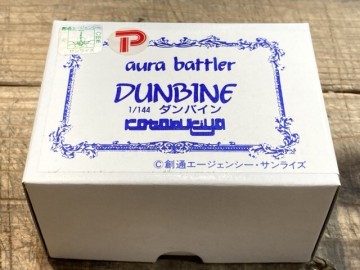 P
aura battler
DUNBINE
1/144 ダンバイン
kotobukiya
©創通エージェンシー・サンライズ